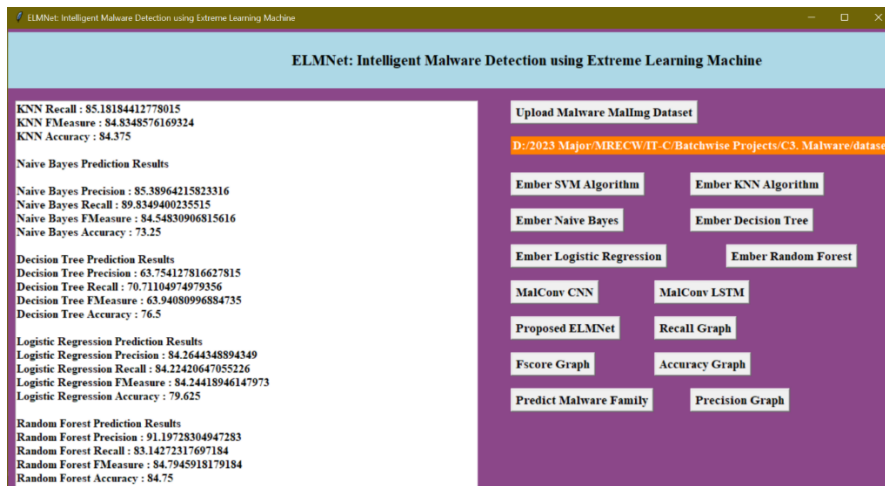 ELMNet: Intelligent Malware Detection using Extreme Learning Machine
ELMNet: Intelligent Malware Detection using Extreme Learning Machine
KNN Recall : 85.18184412778015
KNN FMeasure : 84.8348576169324
KNN Accuracy : 84.375
Naive Bayes Prediction Results
Naive Bayes Precision : 85.38964215823316
Naive Bayes Recall : 89.8349400235515
Naive Bayes FMeasure : 84.54830906815616
Naive Bayes Accuracy : 73.25
Decision Tree Prediction Results
Decision Tree Precision : 63.754127816627815
Decision Tree Recall : 70.71104974979356
Decision Tree FMeasure : 63.94080996884735
Decision Tree Accuracy : 76.5
Logistic Regression Prediction Results
Logistic Regression Precision : 84.2644348894349
Logistic Regression Recall : 84.22420647055226
Logistic Regression FMeasure : 84.24418946147973
Logistic Regression Accuracy : 79.625
Random Forest Prediction Results
Random Forest Precision : 91.19728304947283
Random Forest Recall : 83.14272317697184
Random Forest FMeasure : 84.7945918179184
Random Forest Accuracy : 84.75
Upload Malware MalImg Dataset
D:/2023 Major/MRECW/IT-C/Batchwise Projects/C3. Malware/datase
Ember SVM Algorithm
Ember KNN Algorithm
Ember Naive Bayes
Ember Decision Tree
Ember Logistic Regression
Ember Random Forest
MalConv CNN
MalConv LSTM
Proposed ELMNet
Recall Graph
Fscore Graph
Accuracy Graph
Predict Malware Family
Precision Graph